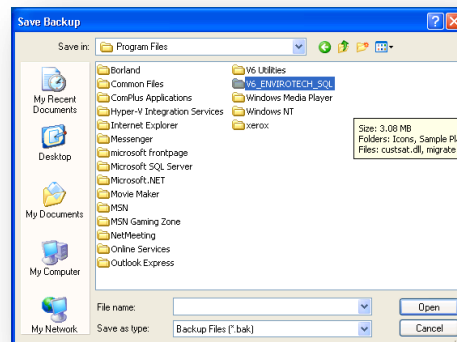 Save Backup
Save in: Program Files
My Recent Documents
Desktop
My Documents
My Computer
My Network
Borland
Common Files
ComPlus Applications
Hyper-V Integration Services
Internet Explorer
Messenger
microsoft frontpage
Microsoft SQL Server
Microsoft.NET
Movie Maker
MSN
MSN Gaming Zone
NetMeeting
Online Services
Outlook Express
V6 Utilities
V6_ENVIROTECH_SQL
Windows Media Player
Windows NT
xerox
Size: 3.08 MB
Folders: Icons, Sample Pl
Files: custsat.dll, migrate
File name:
Open
Save as type: Backup Files (*.bak)
Cancel